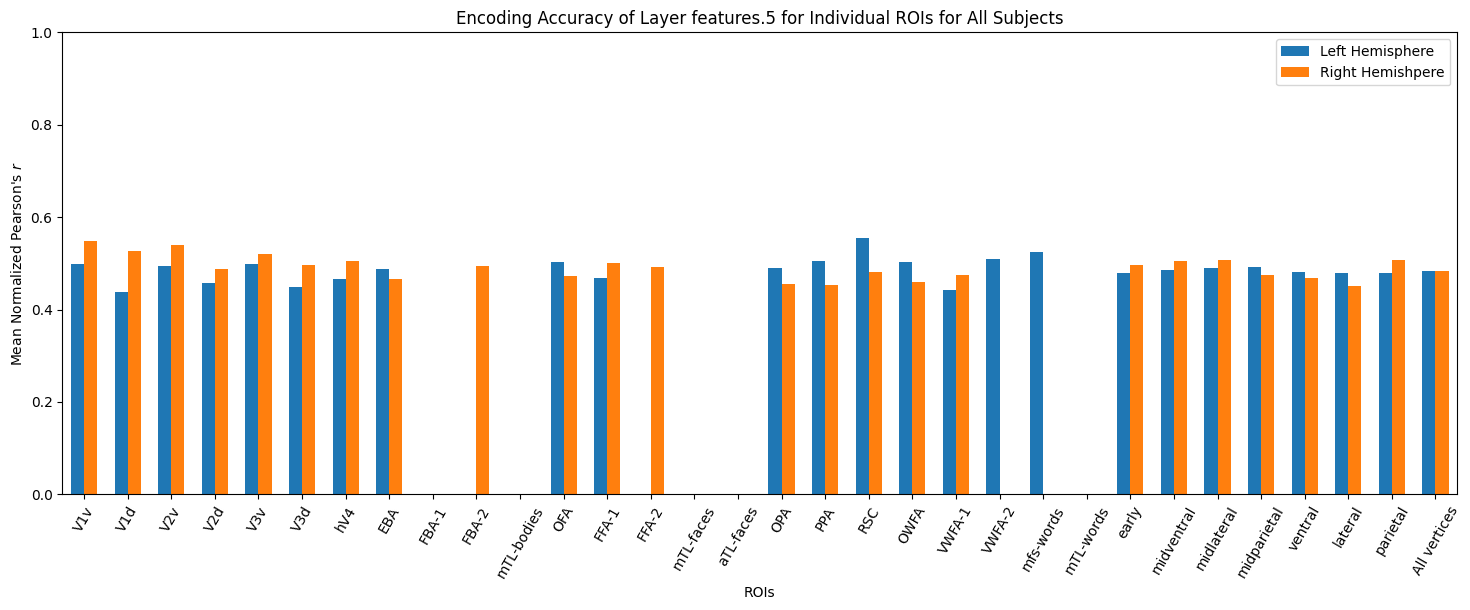 Encoding Accuracy of Layer features.5 for Individual ROIs for All Subjects
Left Hemisphere
Right Hemishpere
Mean Normalized Pearson's r
1.0
0.8
0.6
0.4
0.2
0.0
V1v
V1d
V2v
V2d
V3v
V3d
hV4
EBA
FBA-1
FBA-2
mTL-bodies
OFA
FFA-1
FFA-2
mTL-faces
aTL-faces
OPA
PPA
RSC
OWFA
VWFA-1
VWFA-2
mfs-words
mTL-words
early
midventral
midlateral
midparietal
ventral
lateral
parietal
All vertices
ROIs